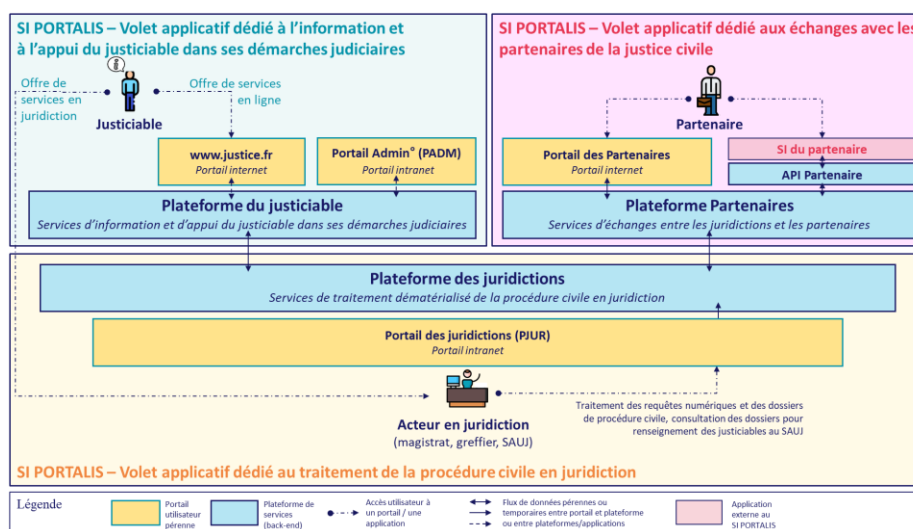 SI PORTALIS – Volet applicatif dédié à l'information et
à l'appui du justiciable dans ses démarches judiciaires
Offre de
services en
juridiction
Offre de services
en ligne
Justiciable
www.justice.fr
Portail internet
Portail Admin° (PADM)
Portail intranet
Plateforme du justiciable
Services d'information et d'appui du justiciable dans ses démarches judiciaires
SI PORTALIS – Volet applicatif dédié aux échanges avec les
partenaires de la justice civile
Partenaire
Portail des Partenaires
Portail internet
SI du partenaire
API Partenaire
Plateforme Partenaires
Services d'échanges entre les juridictions et les partenaires
Plateforme des juridictions
Services de traitement dématérialisé de la procédure civile en juridiction
Portail des juridictions (PJUR)
Portail intranet
Acteur en juridiction
(magistrat, greffier, SAUJ)
Traitement des requêtes numériques et des dossiers
de procédure civile, consultation des dossiers pour
renseignement des justiciables au SAUJ
SI PORTALIS – Volet applicatif dédié au traitement de la procédure civile en juridiction
Légende
Portail
utilisateur
pérenne
Plateforme de
services
(back-end)
Accès utilisateur à
un portail / une
application
Flux de données pérennes ou
temporaires entre portail et plateforme
ou entre plateformes/applications
Application
externe au
SI PORTALIS